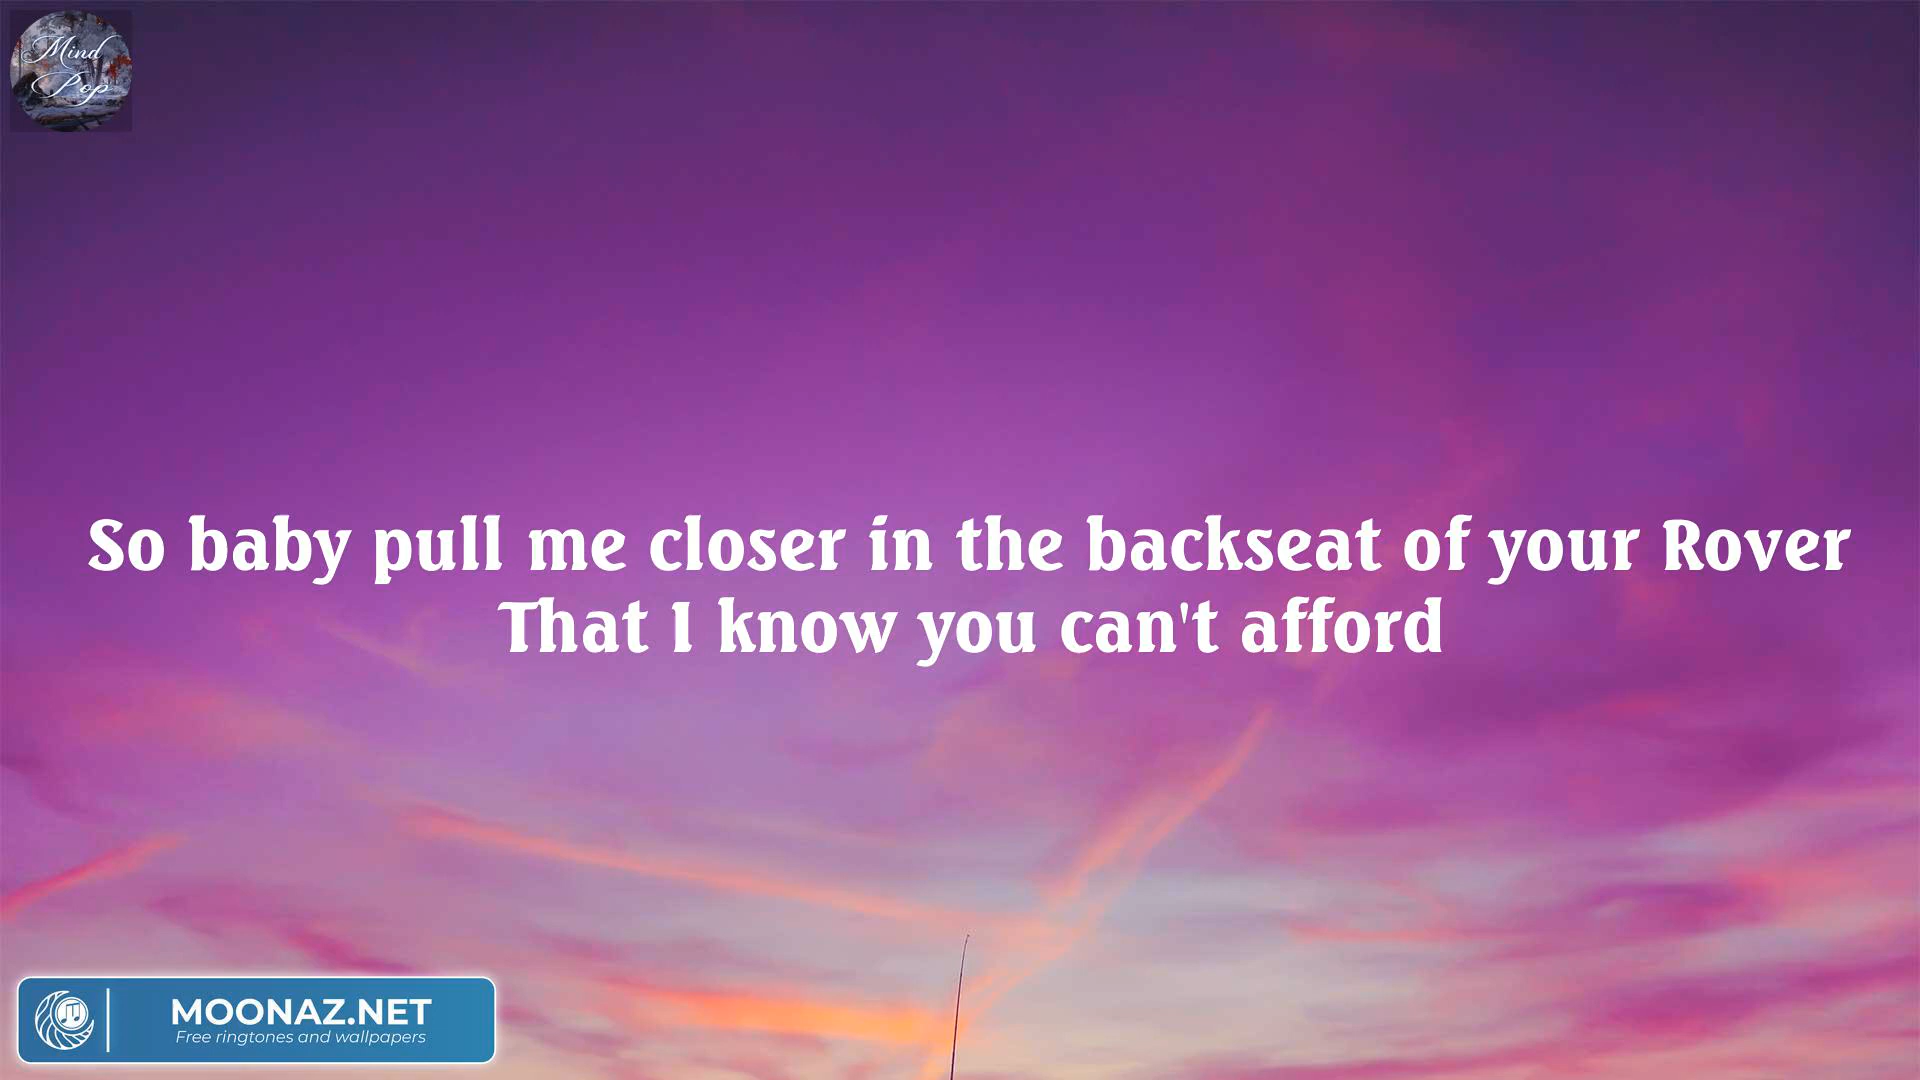 Mind
Pop
So baby pull me closer in the backseat of your Rover
That I know you can't afford
MOONAZ.NET
Free ringtones and wallpapers